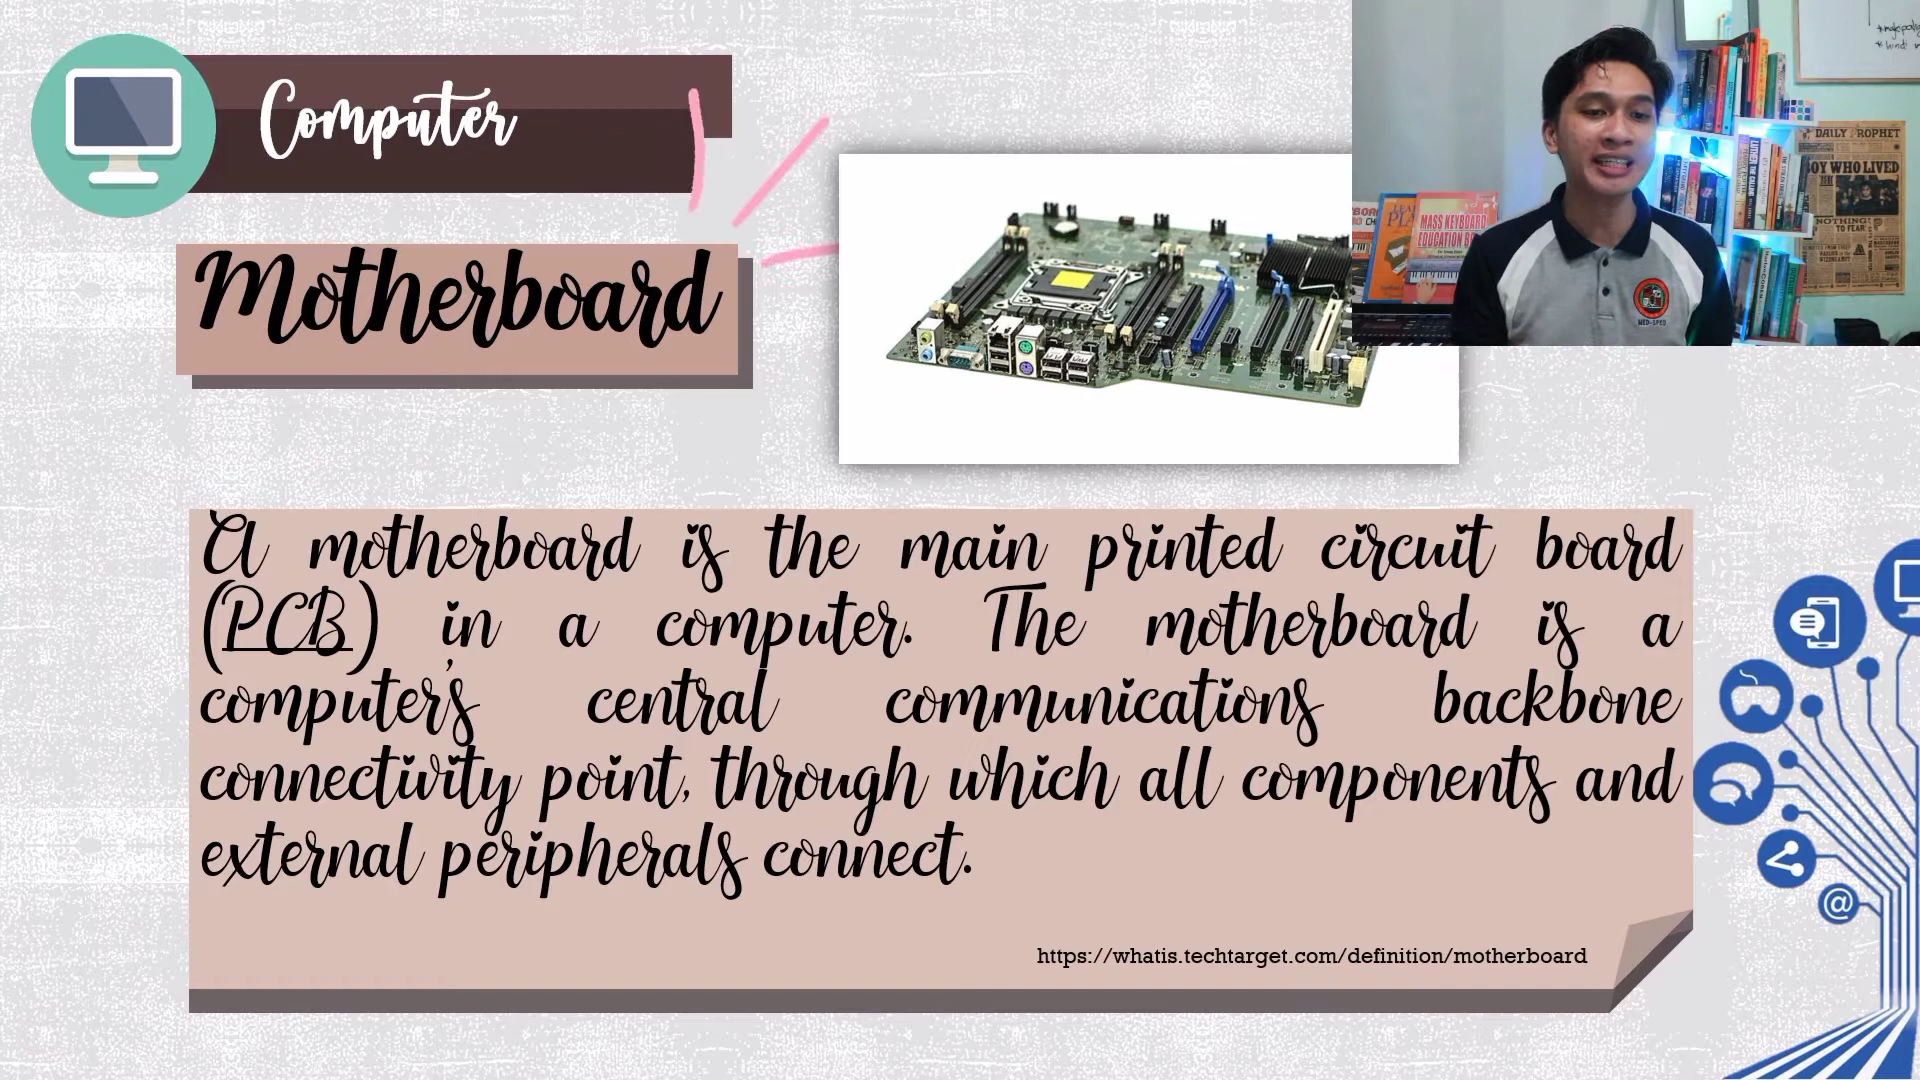 Computer
Motherboard
A motherboard is the main printed circuit board
(PCB) in a computer. The motherboard is a
computer's central communications backbone
connectivity point, through which all components and
external peripherals connect.
https://whatis.techtarget.com/definition/motherboard
@
DAILY PROPHET
BOY WHO LIVED
NOTHING
TO FEAR
MASS KEYBOARD
MED-SPED